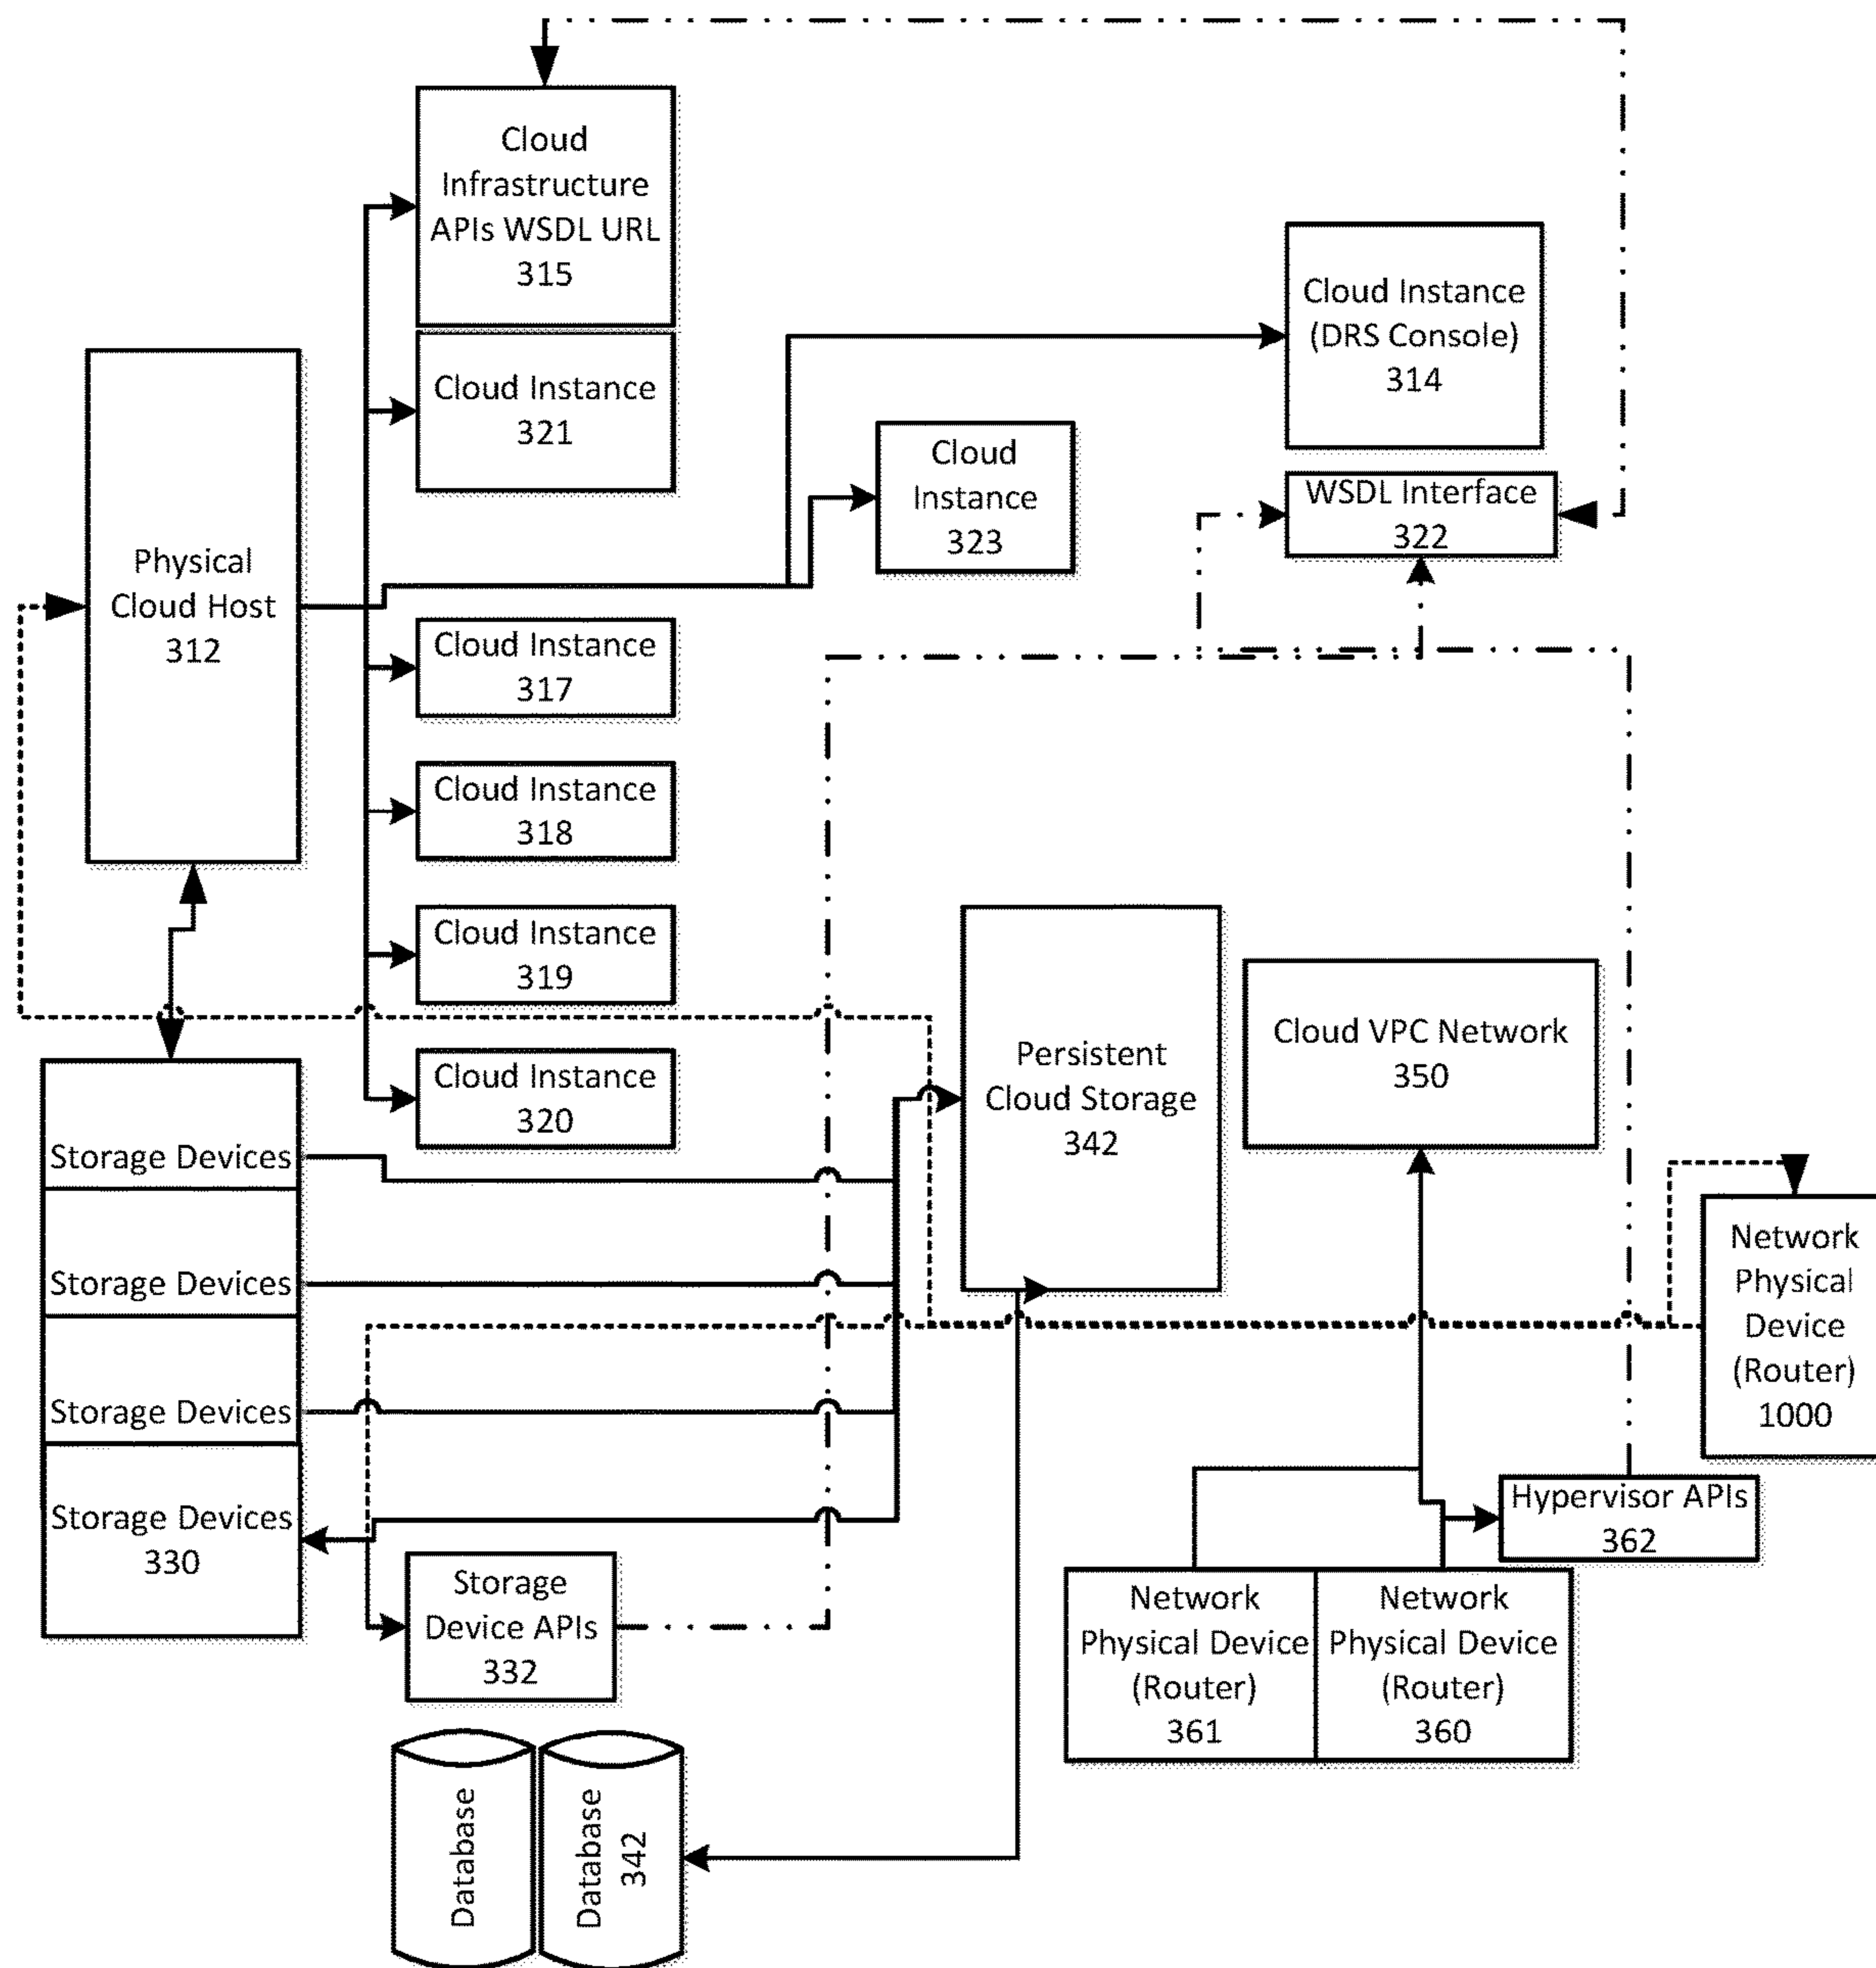 Cloud
Infrastructure
APIs WSDL URL
315
Cloud Instance
321
Cloud Instance
(DRS Console)
314
Cloud
Instance
323
WSDL Interface
322
Physical
Cloud Host
312
Cloud Instance
317
Cloud Instance
318
Cloud Instance
319
Cloud Instance
320
Persistent
Cloud Storage
342
Cloud VPC Network
350
Storage Devices
Storage Devices
Storage Devices
Storage Devices
330
Network
Physical
Device
(Router)
1000
Hypervisor APIs
362
Storage
Device APIs
332
Network
Physical Device
(Router)
361
Network
Physical Device
(Router)
360
Database
Database
342